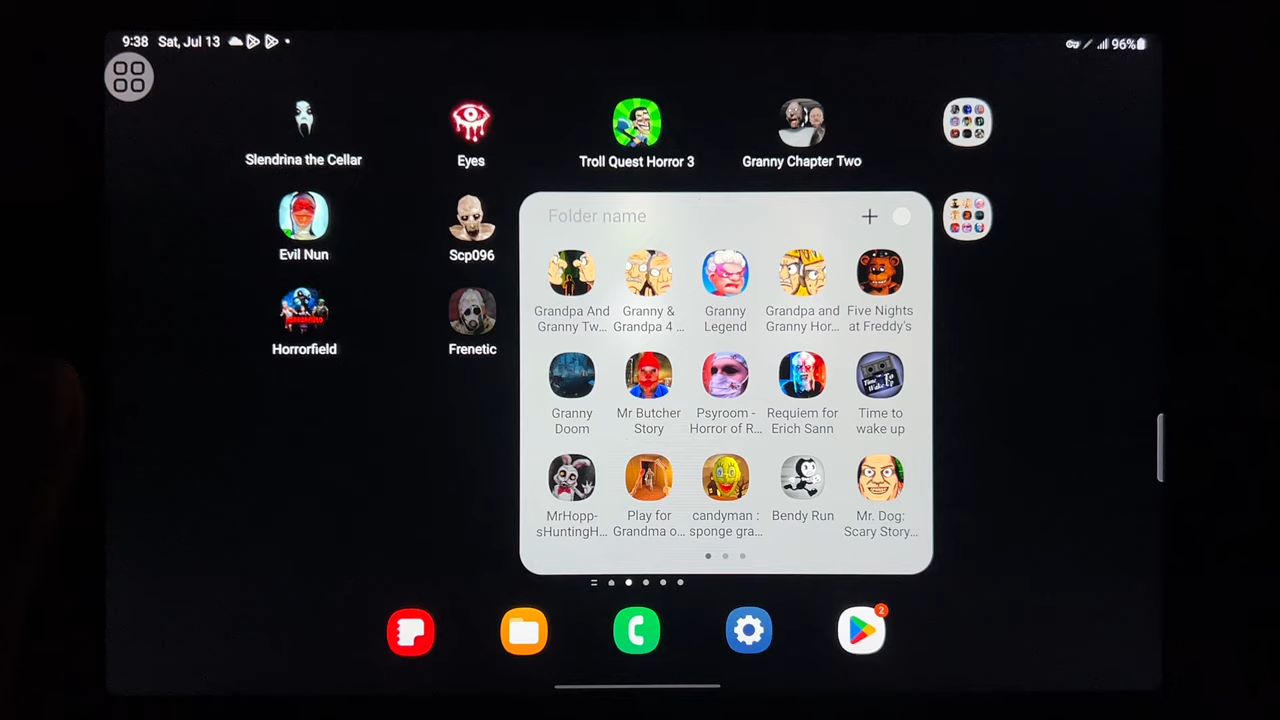 9:38 Sat, Jul 13
96%
Slendrina the Cellar
Eyes
Troll Quest Horror 3
Granny Chapter Two
Evil Nun
Scp096
Horrorfield
Frenetic
Folder name
Grandpa And
Granny Tw...
Granny &
Grandpa 4 ...
Granny
Legend
Grandpa and
Granny Hor...
Five Nights
at Freddy's
Granny
Doom
Mr Butcher
Story
Psyroom -
Horror of R...
Requiem for
Erich Sann
Time to
wake up
MrHopp-
sHuntingH...
Play for
Grandma o...
candyman :
sponge gra...
Bendy Run
Mr. Dog:
Scary Story...
2